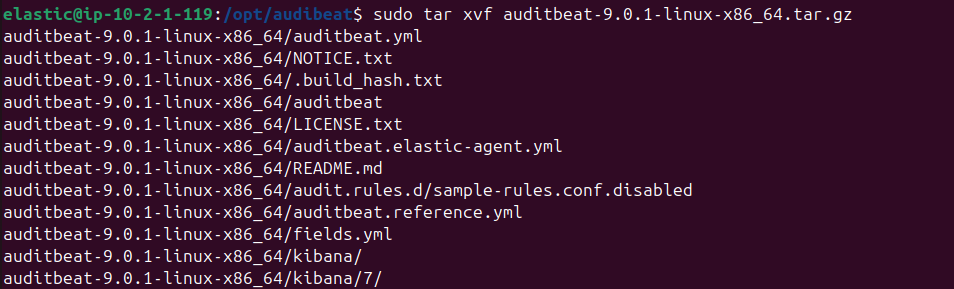 elastic@ip-10-2-1-119:/opt/audibeat$ sudo tar xvf auditbeat-9.0.1-linux-x86_64.tar.gz
auditbeat-9.0.1-linux-x86_64/auditbeat.yml
auditbeat-9.0.1-linux-x86_64/NOTICE.txt
auditbeat-9.0.1-linux-x86_64/.build_hash.txt
auditbeat-9.0.1-linux-x86_64/auditbeat
auditbeat-9.0.1-linux-x86_64/LICENSE.txt
auditbeat-9.0.1-linux-x86_64/auditbeat.elastic-agent.yml
auditbeat-9.0.1-linux-x86_64/README.md
auditbeat-9.0.1-linux-x86_64/audit.rules.d/sample-rules.conf.disabled
auditbeat-9.0.1-linux-x86_64/auditbeat.reference.yml
auditbeat-9.0.1-linux-x86_64/fields.yml
auditbeat-9.0.1-linux-x86_64/kibana/
auditbeat-9.0.1-linux-x86_64/kibana/7/